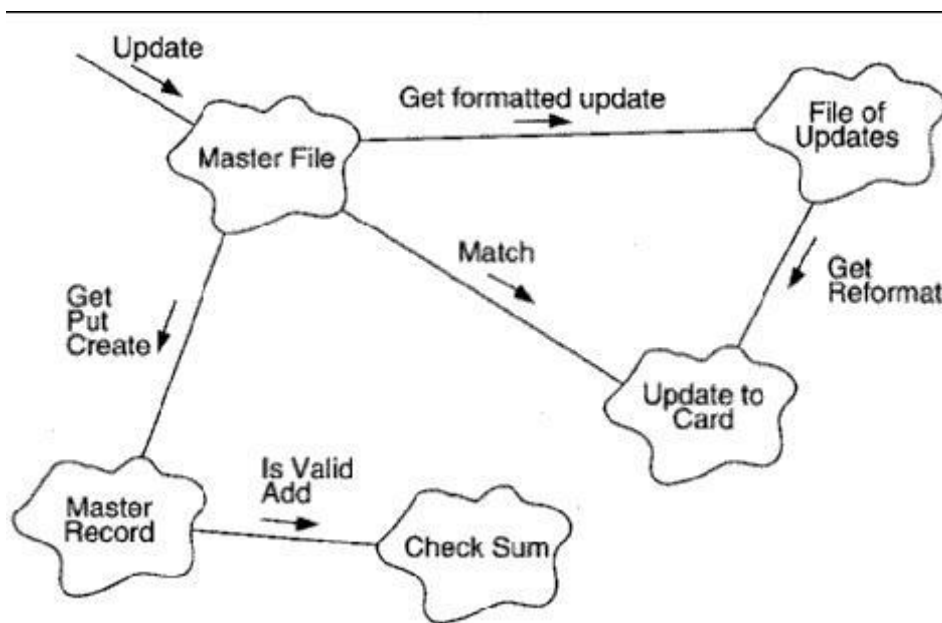 Update
Get formatted update
File of
Updates
Master File
Match
Get
Reformat
Get
Put
Create
Update to
Card
Is Valid
Add
Master
Record
Check Sum